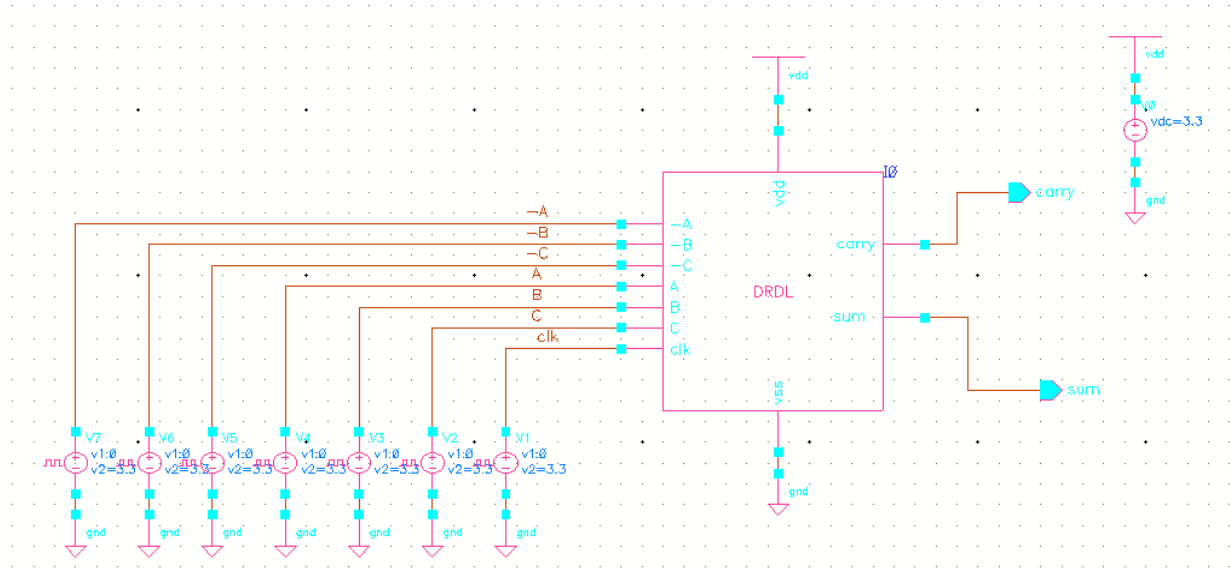 vdd
V0
vdc=3.3
gnd
vdd
I0
vdd
carry
carry
sum
sum
DRDL
vss
gnd
-A
-B
-C
A
B
C
clk
-A
-B
-C
A
B
C
clk
V7
v1:0
v2=3.3
gnd
V6
v1:0
v2=3.3
gnd
V5
v1:0
v2=3.3
gnd
V4
v1:0
v2=3.3
gnd
V3
v1:0
v2=3.3
gnd
V2
v1:0
v2=3.3
gnd
V1
v1:0
v2=3.3
gnd